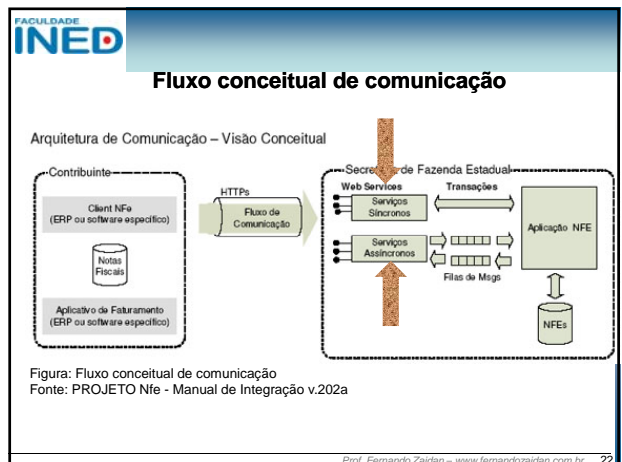 FACULDADE
INED
Fluxo conceitual de comunicação
Arquitetura de Comunicação – Visão Conceitual
Contribuinte
Client NFe
(ERP ou software específico)
Notas
Fiscais
Aplicativo de Faturamento
(ERP ou software específico)
HTTPs
Fluxo de
Comunicação
de Fazenda Estadual
Web Services
Transações
Serviços
Síncronos
Serviços
Assíncronos
Filas de Msgs
Aplicação NFE
NFEs
Figura: Fluxo conceitual de comunicação
Fonte: PROJETO Nfe - Manual de Integração v.202a
Prof. Fernando Zaidan – www.fernandozaidan.com.br
22